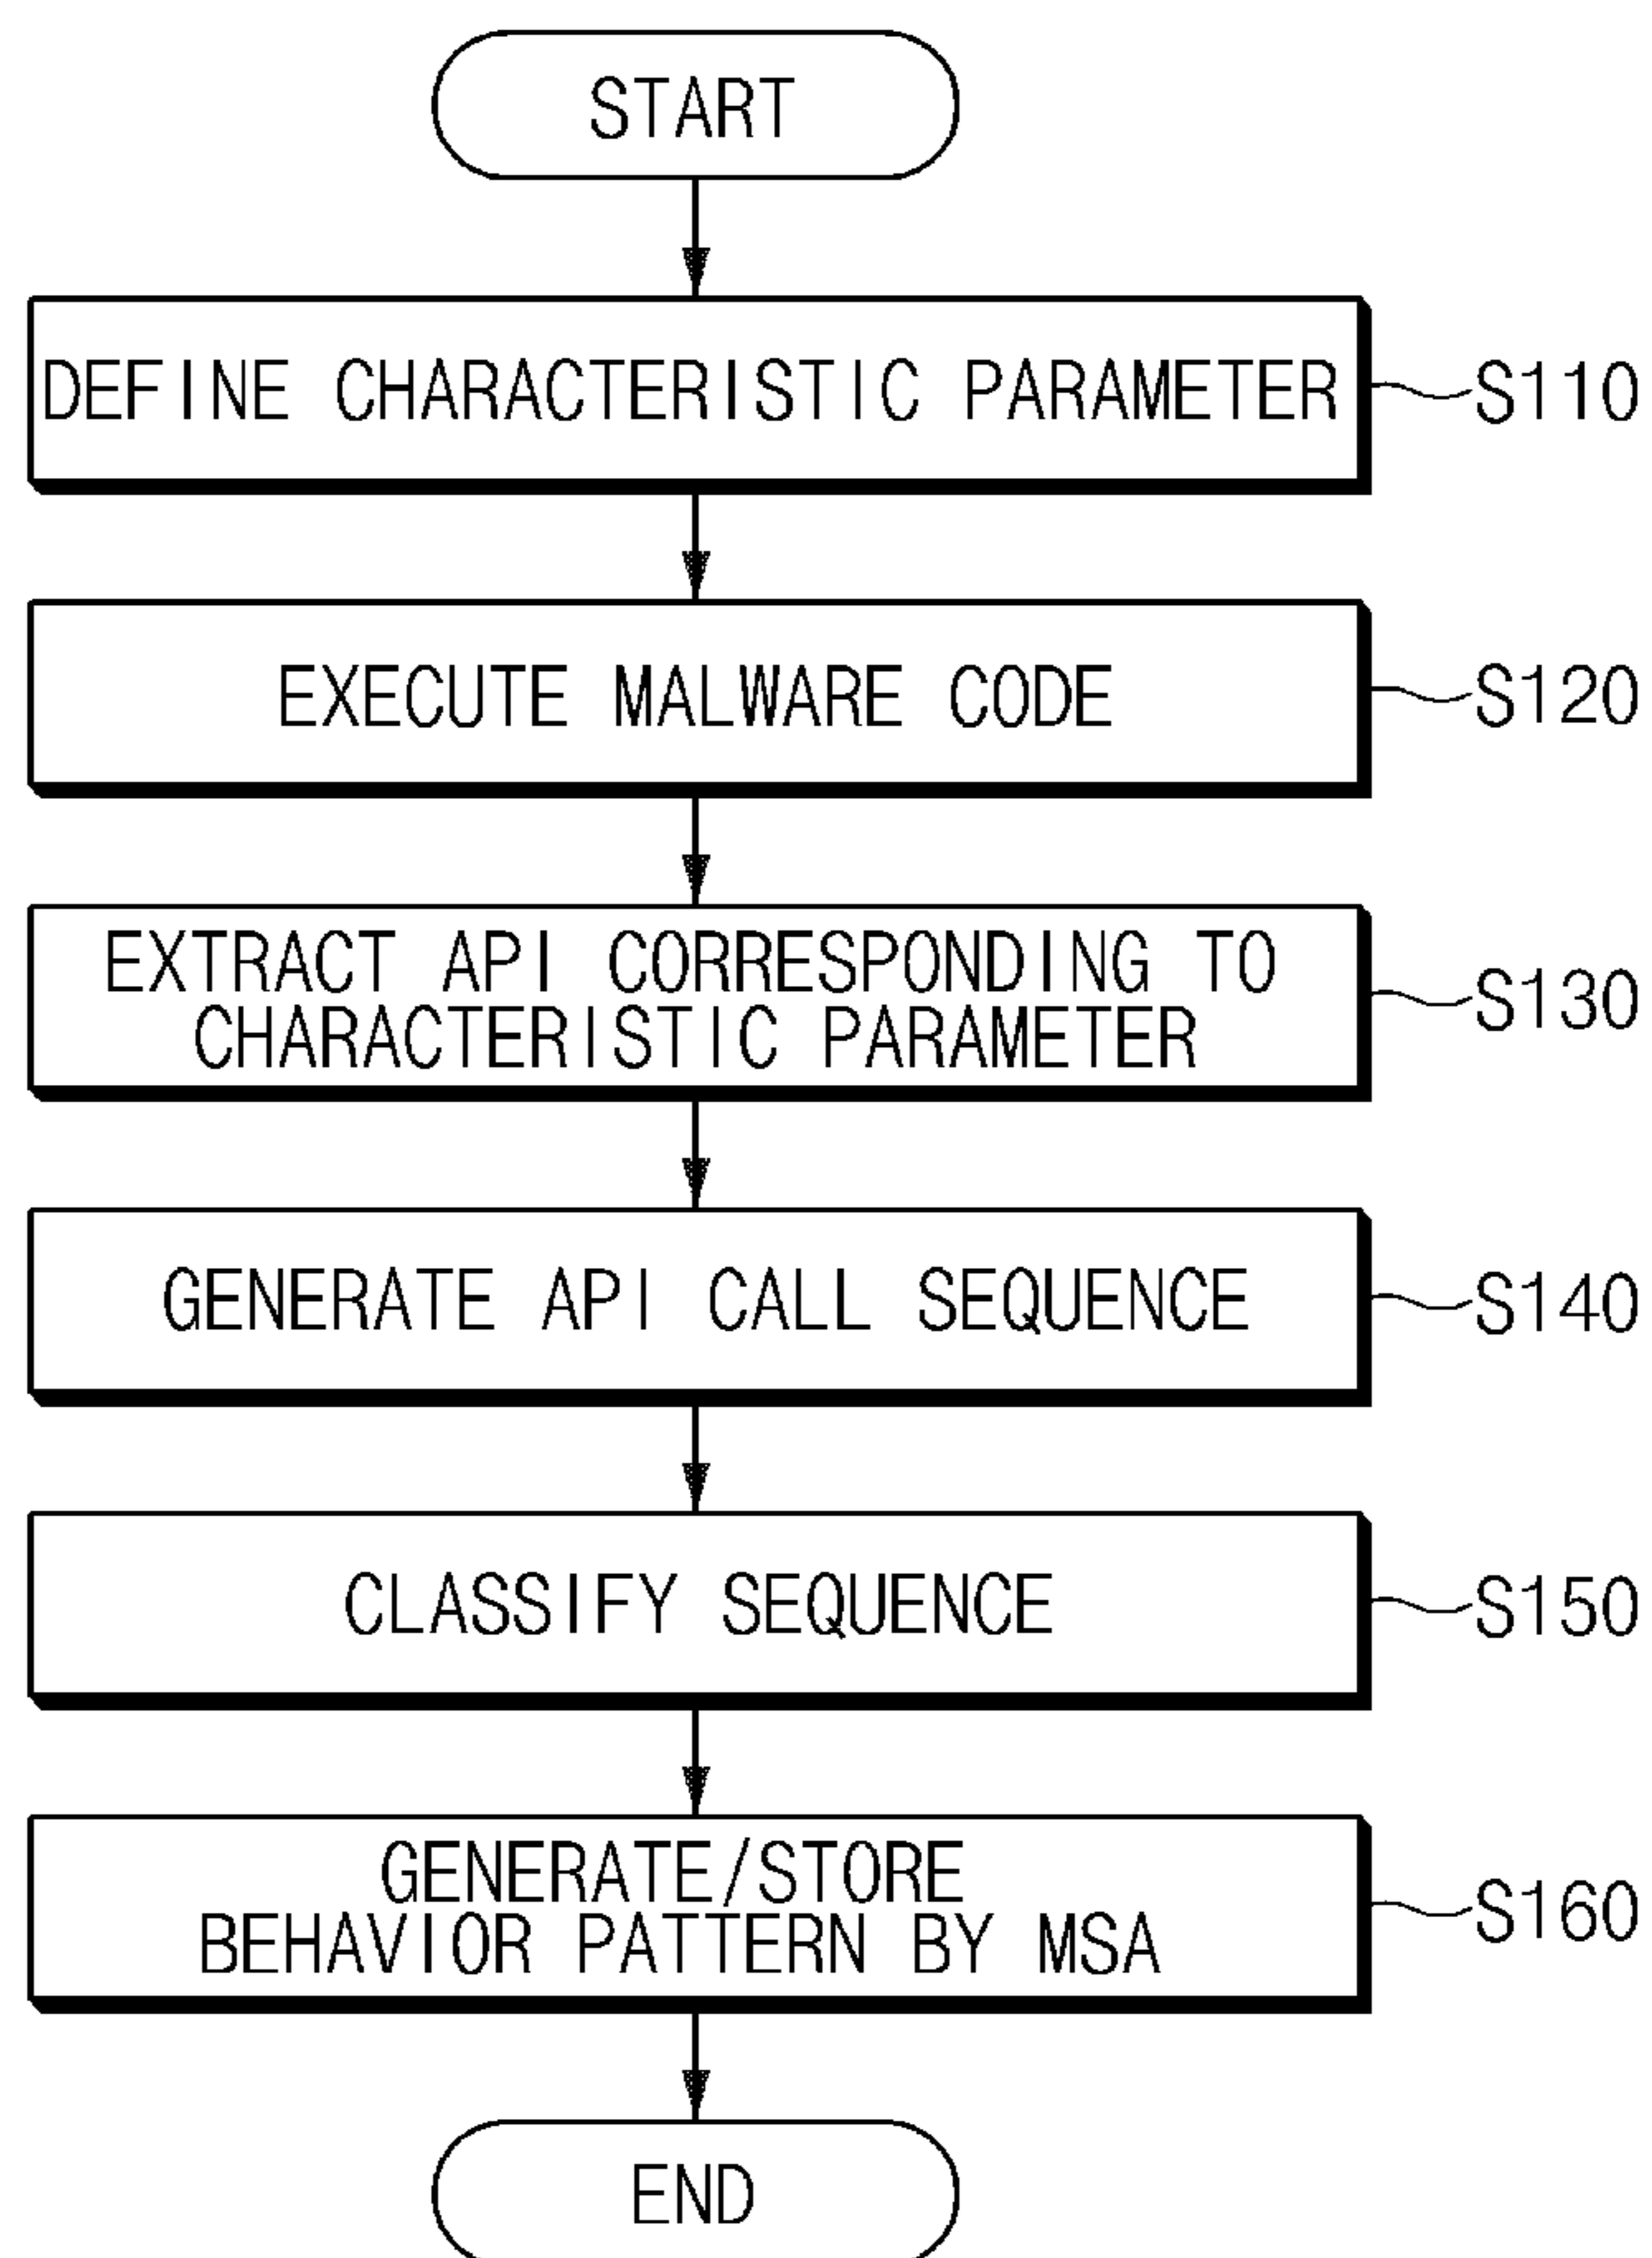 START
DEFINE CHARACTERISTIC PARAMETER
S110
EXECUTE MALWARE CODE
S120
EXTRACT API CORRESPONDING TO
CHARACTERISTIC PARAMETER
S130
GENERATE API CALL SEQUENCE
S140
CLASSIFY SEQUENCE
S150
GENERATE/STORE
BEHAVIOR PATTERN BY MSA
S160
END